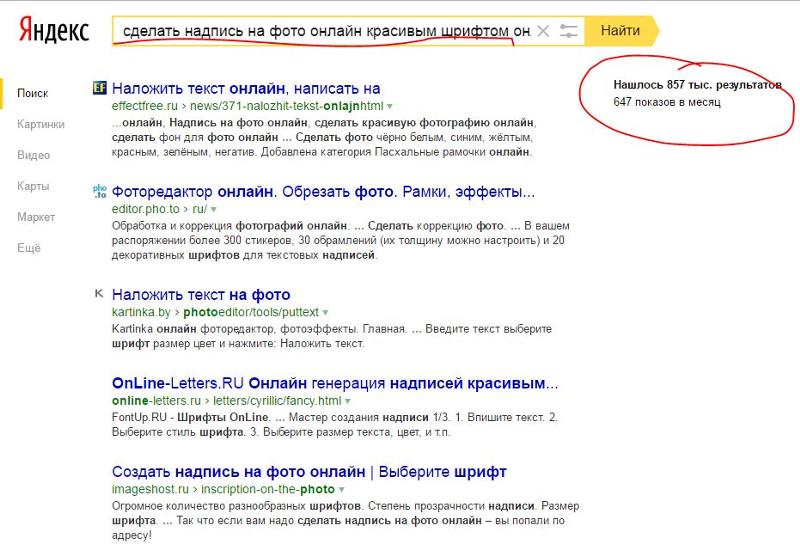 Яндекс
сделать надпись на фото онлайн красивым шрифтом он
Найти
Поиск
Картинки
Видео
Карты
Маркет
Ещё
Нашлось 857 тыс. результатов
647 показов в месяц
EF
Наложить текст онлайн, написать на
effectfree.ru › news/371-nalozhit-tekst-onlajnhtml
...онлайн, Надпись на фото онлайн, сделать красивую фотографию онлайн,
сделать фон для фото онлайн ... Сделать фото чёрно белым, синим, жёлтым,
красным, зелёным, негатив. Добавлена категория Пасхальные рамочки онлайн.
pho
.to
Фоторедактор онлайн. Обрезать фото. Рамки, эффекты...
editor.pho.to › ru/
Обработка и коррекция фотографий онлайн. ... Сделать коррекцию фото. ... В вашем
распоряжении более 300 стикеров, 30 обрамлений (их толщину можно настроить) и 20
декоративных шрифтов для текстовых надписей.
K
Наложить текст на фото
kartinka.by › photoeditor/tools/puttext
Kartinka онлайн фоторедактор, фотоэффекты. Главная. ... Введите текст выберите
шрифт размер цвет и нажмите: Наложить текст.
OnLine-Letters.RU Онлайн генерация надписей красивым...
online-letters.ru › letters/cyrillic/fancy.html
FontUp.RU - Шрифты OnLine. ... Мастер создания надписи 1/3. 1. Впишите текст. 2.
Выберите стиль шрифта. 3. Выберите размер текста, цвет, и т.п.
Создать надпись на фото онлайн | Выберите шрифт
imageshost.ru › inscription-on-the-photo
Огромное количество разнообразных шрифтов. Степень прозрачности надписи. Размер
шрифта. ... Так что если вам надо сделать надпись на фото онлайн – вы попали по
адресу!